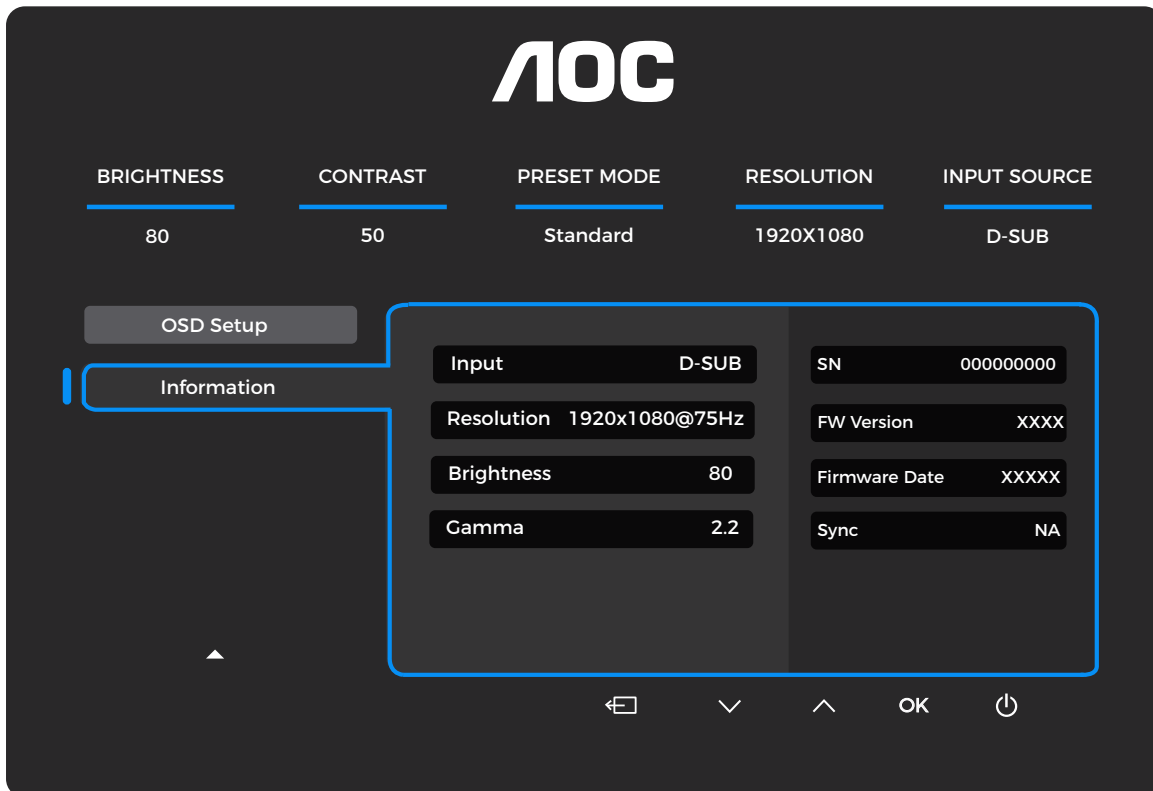 AOC
BRIGHTNESS CONTRAST PRESET MODE RESOLUTION INPUT SOURCE
80 50 Standard 1920X1080 D-SUB
OSD Setup
Information
Input D-SUB
Resolution 1920x1080@75Hz
Brightness 80
Gamma 2.2
SN 000000000
FW Version XXXX
Firmware Date XXXXX
Sync NA
OK